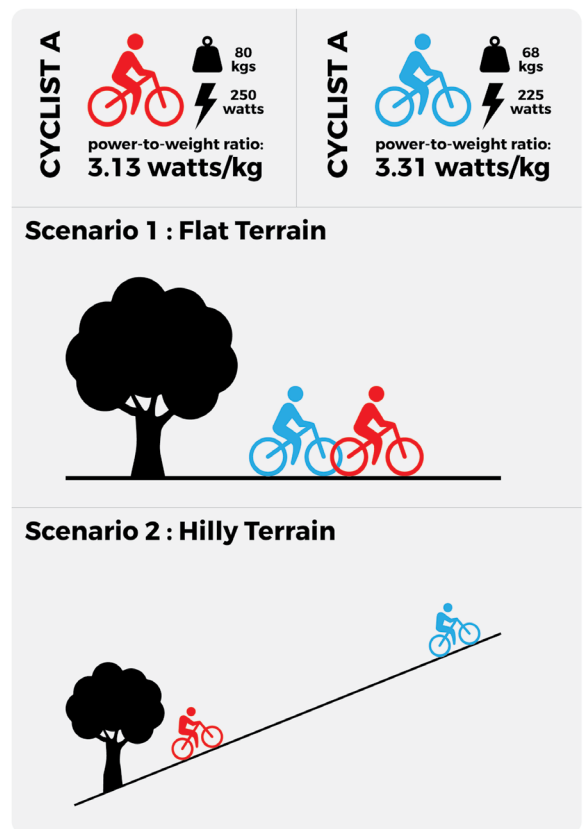 CYCLIST A
80
kgs
250
watts
power-to-weight ratio:
3.13 watts/kg
CYCLIST A
68
kgs
225
watts
power-to-weight ratio:
3.31 watts/kg
Scenario 1 : Flat Terrain
Scenario 2 : Hilly Terrain